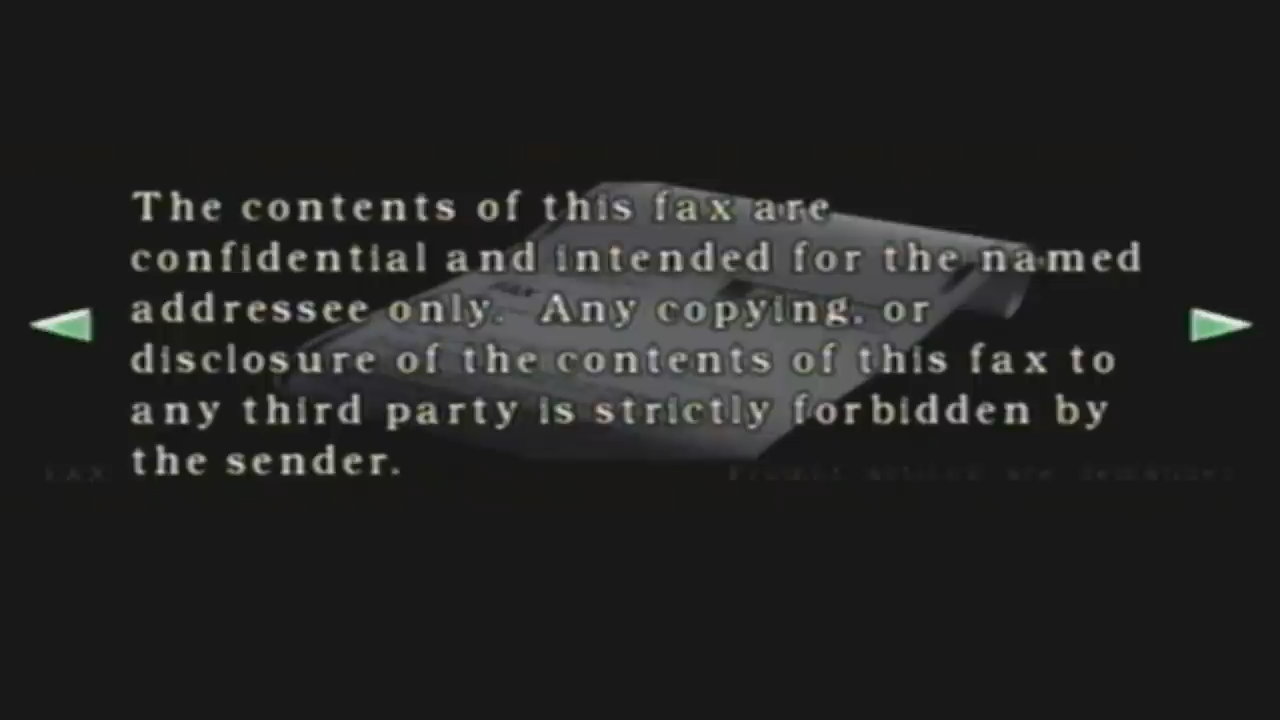 The contents of this fax are
confidential and intended for the named
addressee only. Any copying, or
disclosure of the contents of this fax to
any third party is strictly forbidden by
the sender.
FAX